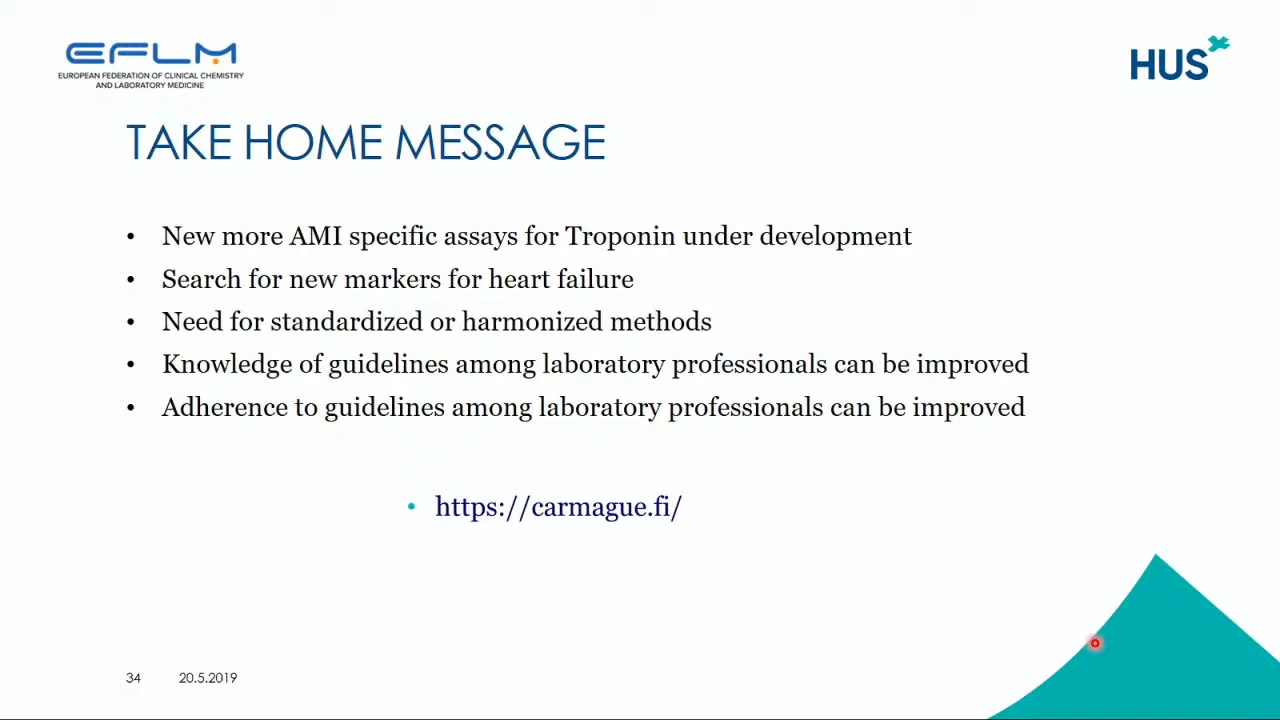 EFLM
EUROPEAN FEDERATION OF CLINICAL CHEMISTRY
AND LABORATORY MEDICINE
HUS
TAKE HOME MESSAGE
• New more AMI specific assays for Troponin under development
• Search for new markers for heart failure
• Need for standardized or harmonized methods
• Knowledge of guidelines among laboratory professionals can be improved
• Adherence to guidelines among laboratory professionals can be improved
• https://carmague.fi/
34 20.5.2019